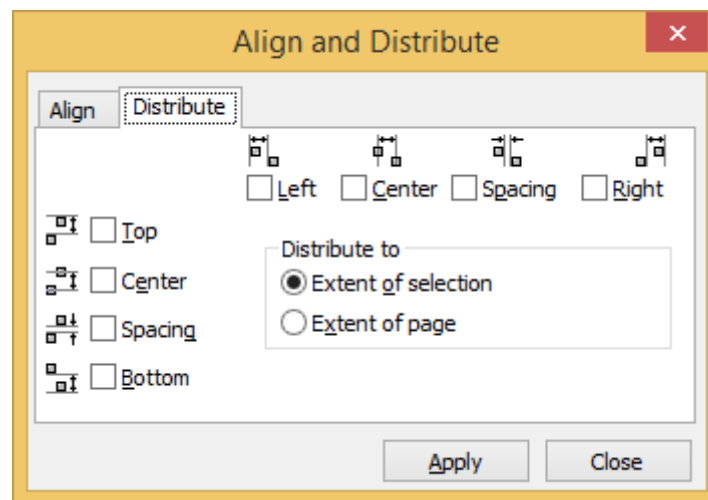 Align and Distribute
Align Distribute
Left Center Spacing Right
Top
Distribute to
Center
Extent of selection
Spacing
Extent of page
Bottom
Apply Close